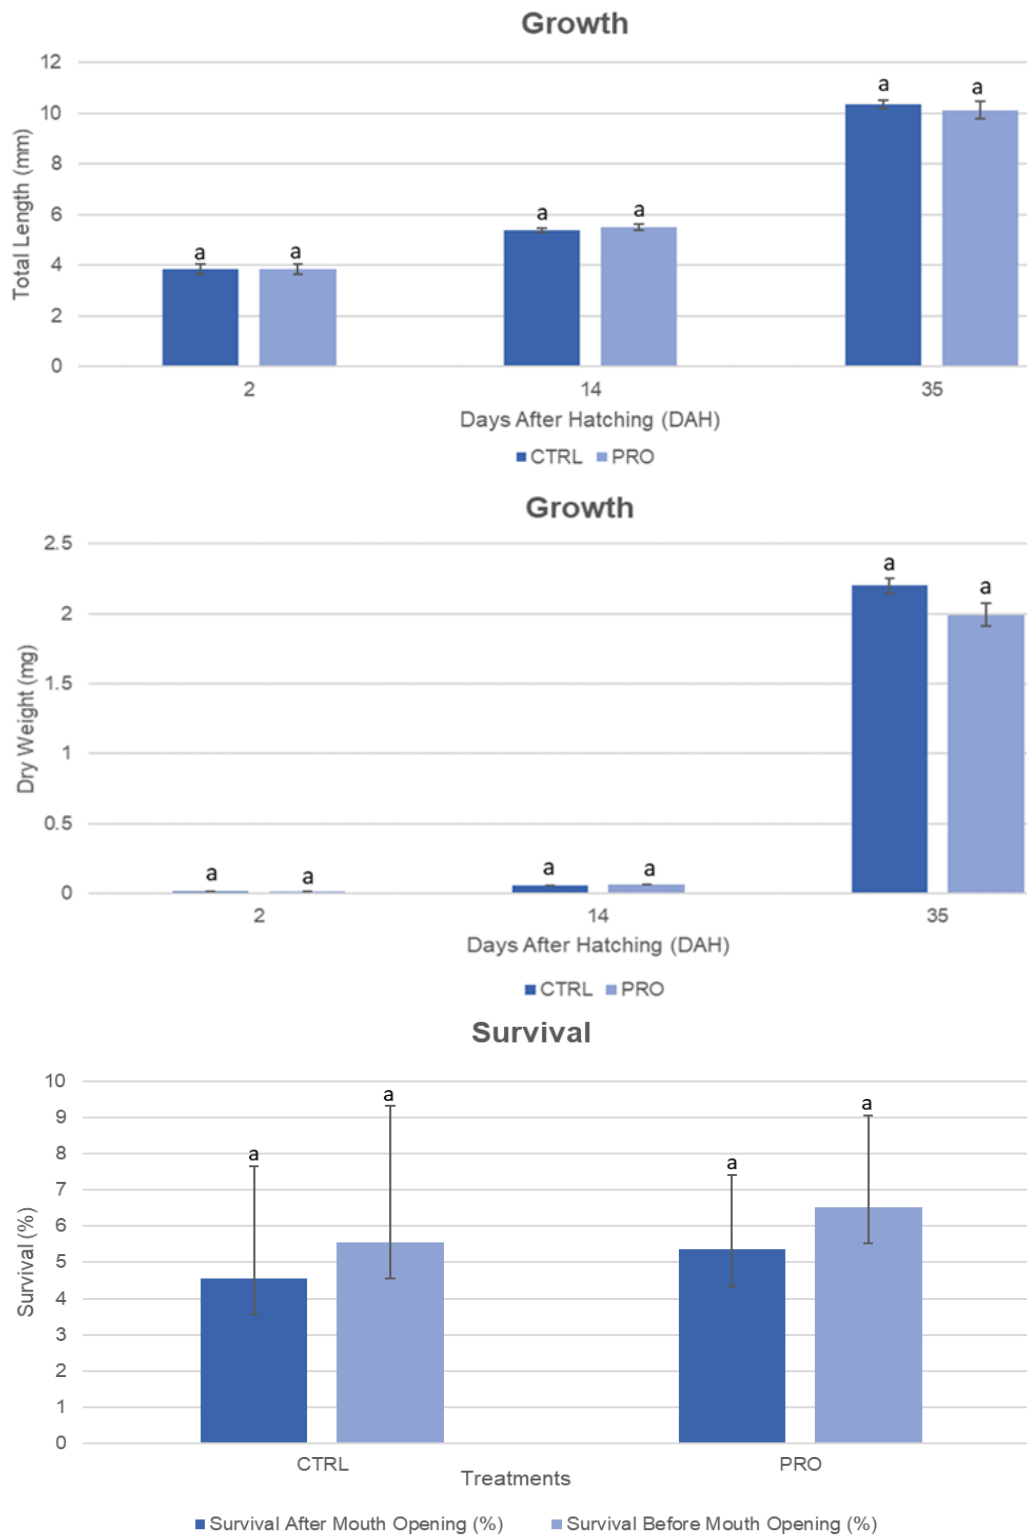 Growth
12
10
8
6
4
2
0
Total Length (mm)
a a a a a a
2 14 35
Days After Hatching (DAH)
CTRL PRO
Growth
2.5
2
1.5
1
0.5
0
Dry Weight (mg)
a a a a a a
2 14 35
Days After Hatching (DAH)
CTRL PRO
Survival
10
9
8
7
6
5
4
3
2
1
0
Survival (%)
a a a a
CTRL PRO
Treatments
Survival After Mouth Opening (%) Survival Before Mouth Opening (%)